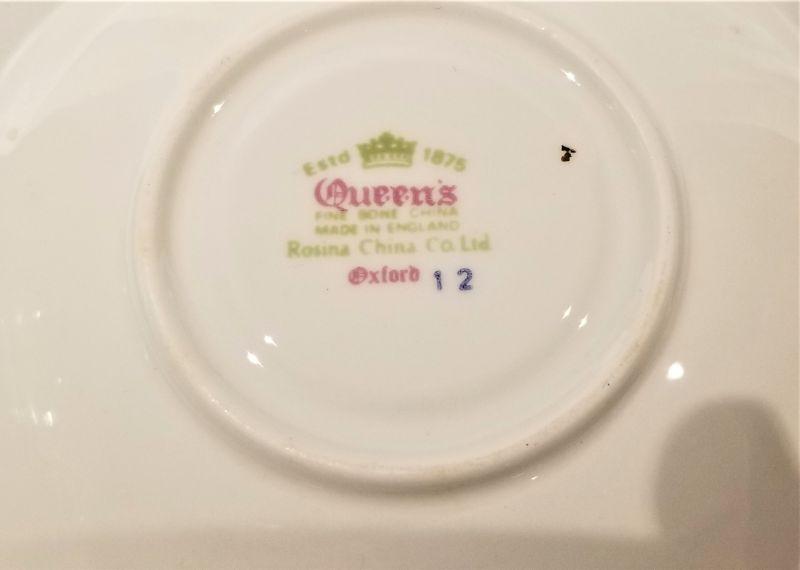 Estd 1875
Queen's
FINE BONE CHINA
MADE IN ENGLAND
Rosina China Co. Ltd
Oxford 12